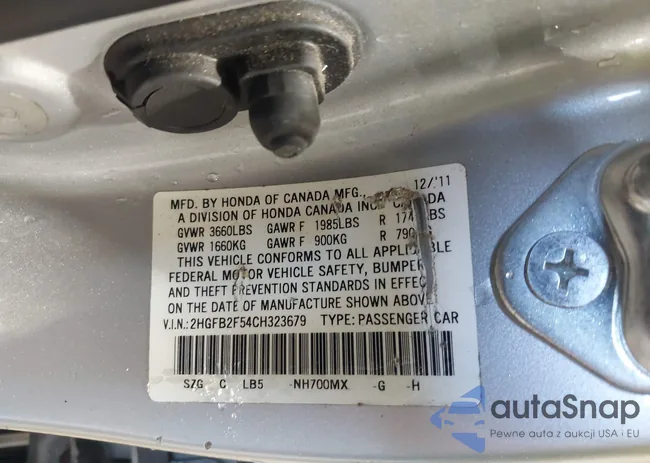 MFD. BY HONDA OF CANADA MFG., 12/'11
A DIVISION OF HONDA CANADA INC. CANADA
GVWR 3660LBS GAWR F 1985LBS R LBS
GVWR 1660KG GAWR F 900KG R
THIS VEHICLE CONFORMS TO ALL APPLICABLE
FEDERAL MOTOR VEHICLE SAFETY, BUMPER
AND THEFT PREVENTION STANDARDS IN EFFECT
ON THE DATE OF MANUFACTURE SHOWN ABOVE
V.I.N.: 2HGFB2F54CH323679 TYPE: PASSENGER CAR
SZG C LB5 -NH700MX -G -H
autaSnap
Pewne auta z aukcji USA i EU